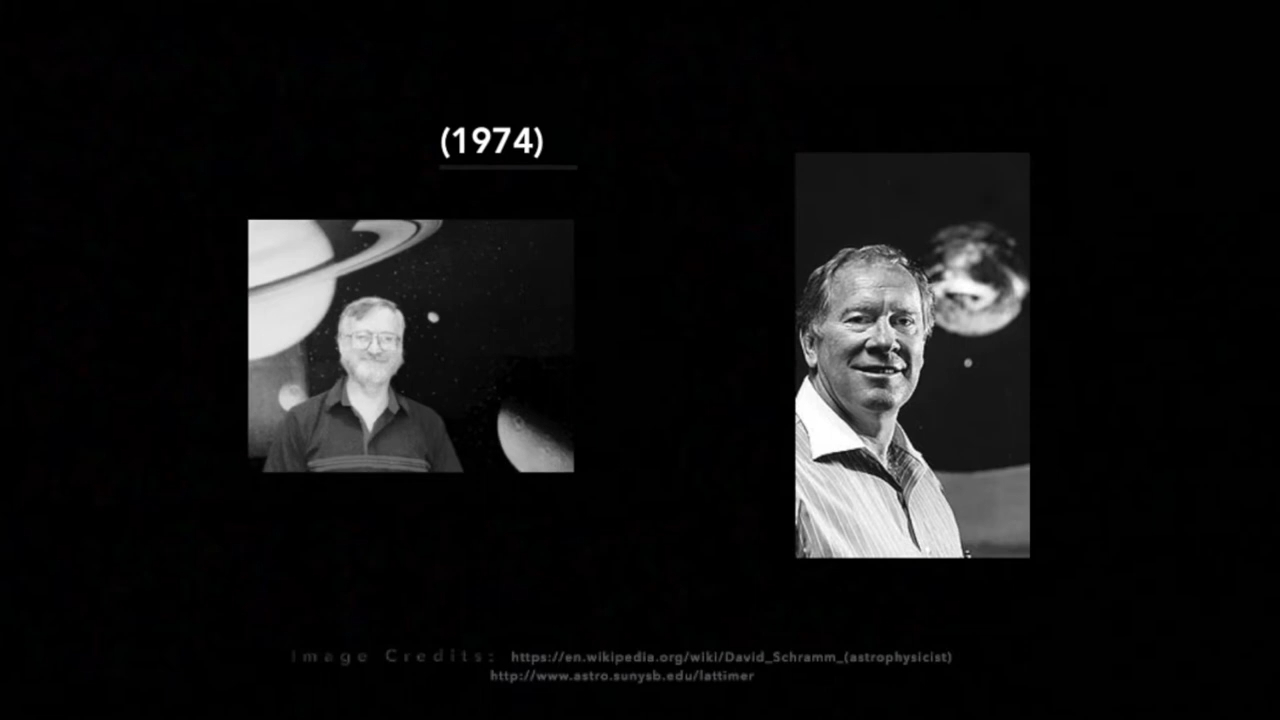 (1974)
Image Credits: https://en.wikipedia.org/wiki/David_Schramm_(astrophysicist)
http://www.astro.sunysb.edu/lattimer